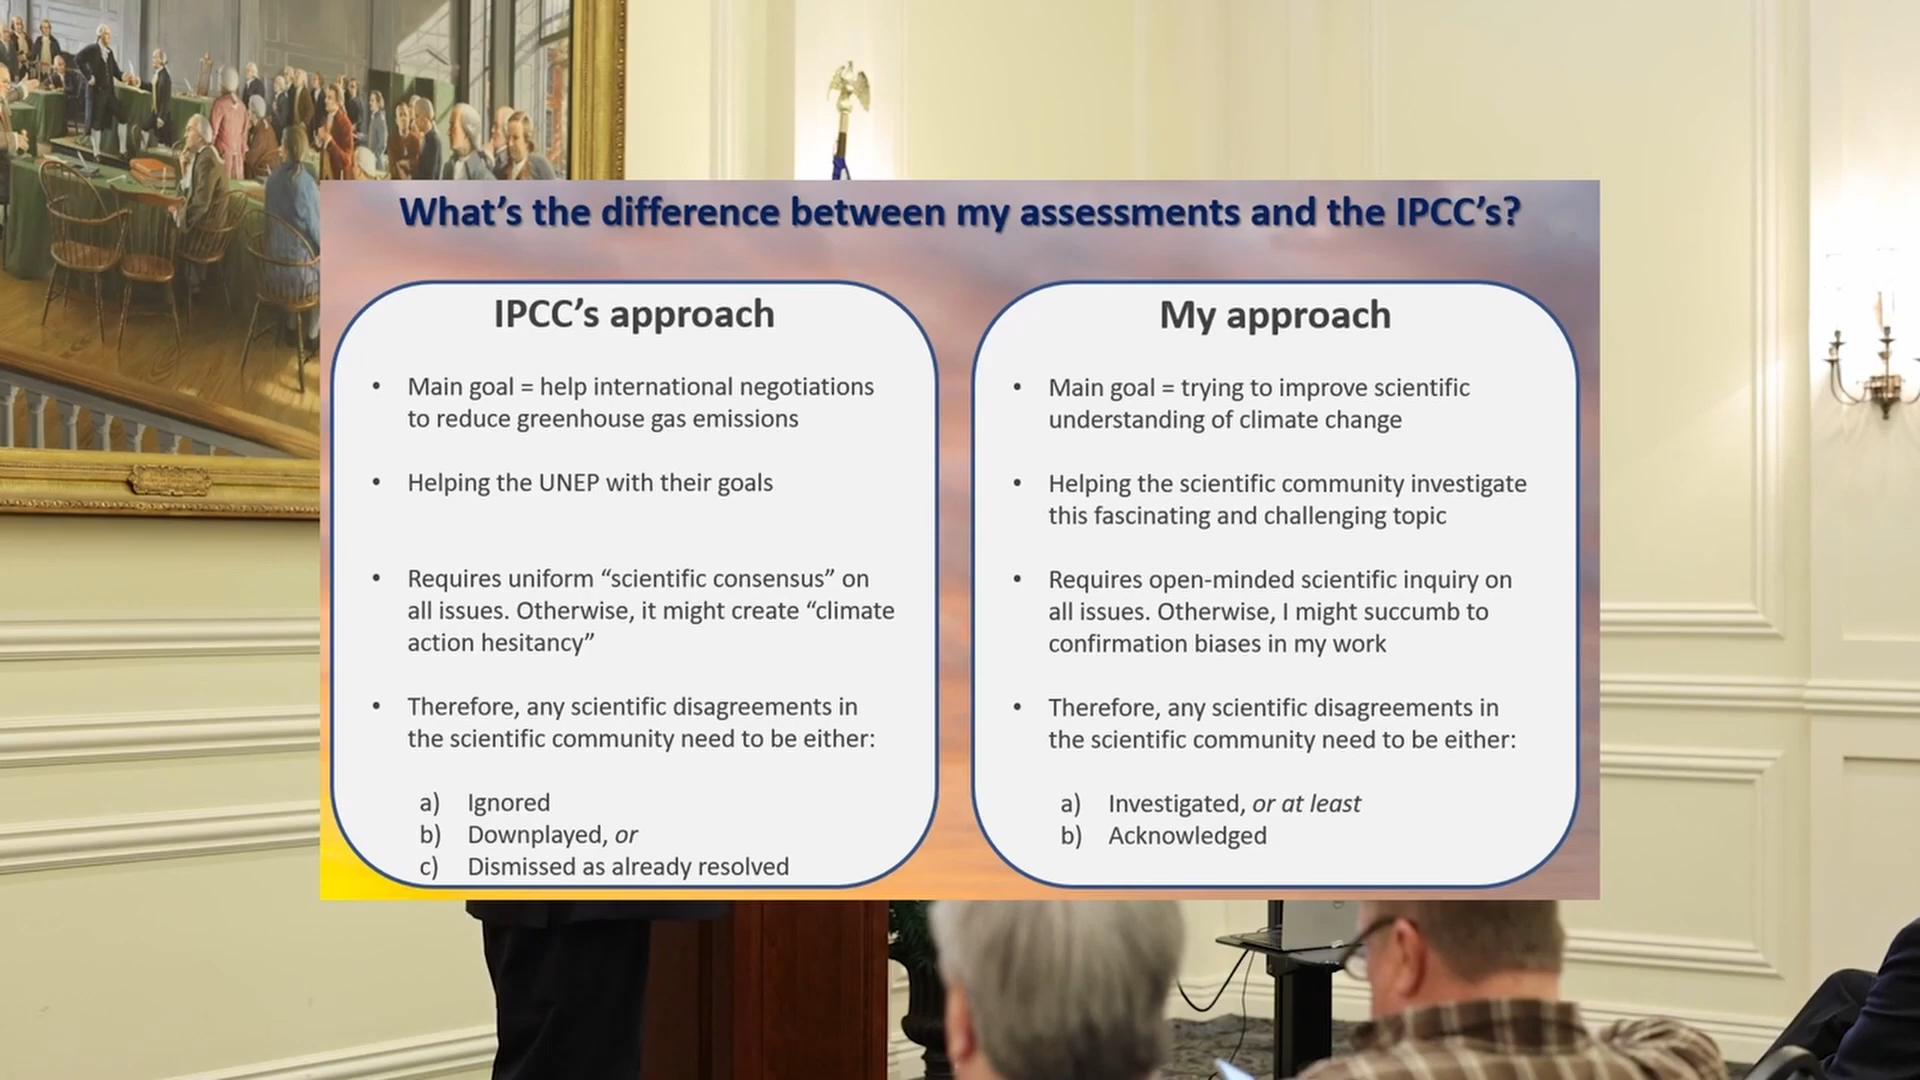 What's the difference between my assessments and the IPCC's?
IPCC's approach
• Main goal = help international negotiations
to reduce greenhouse gas emissions
• Helping the UNEP with their goals
• Requires uniform “scientific consensus” on
all issues. Otherwise, it might create “climate
action hesitancy”
• Therefore, any scientific disagreements in
the scientific community need to be either:
a) Ignored
b) Downplayed, or
c) Dismissed as already resolved
My approach
• Main goal = trying to improve scientific
understanding of climate change
• Helping the scientific community investigate
this fascinating and challenging topic
• Requires open-minded scientific inquiry on
all issues. Otherwise, I might succumb to
confirmation biases in my work
• Therefore, any scientific disagreements in
the scientific community need to be either:
a) Investigated, or at least
b) Acknowledged